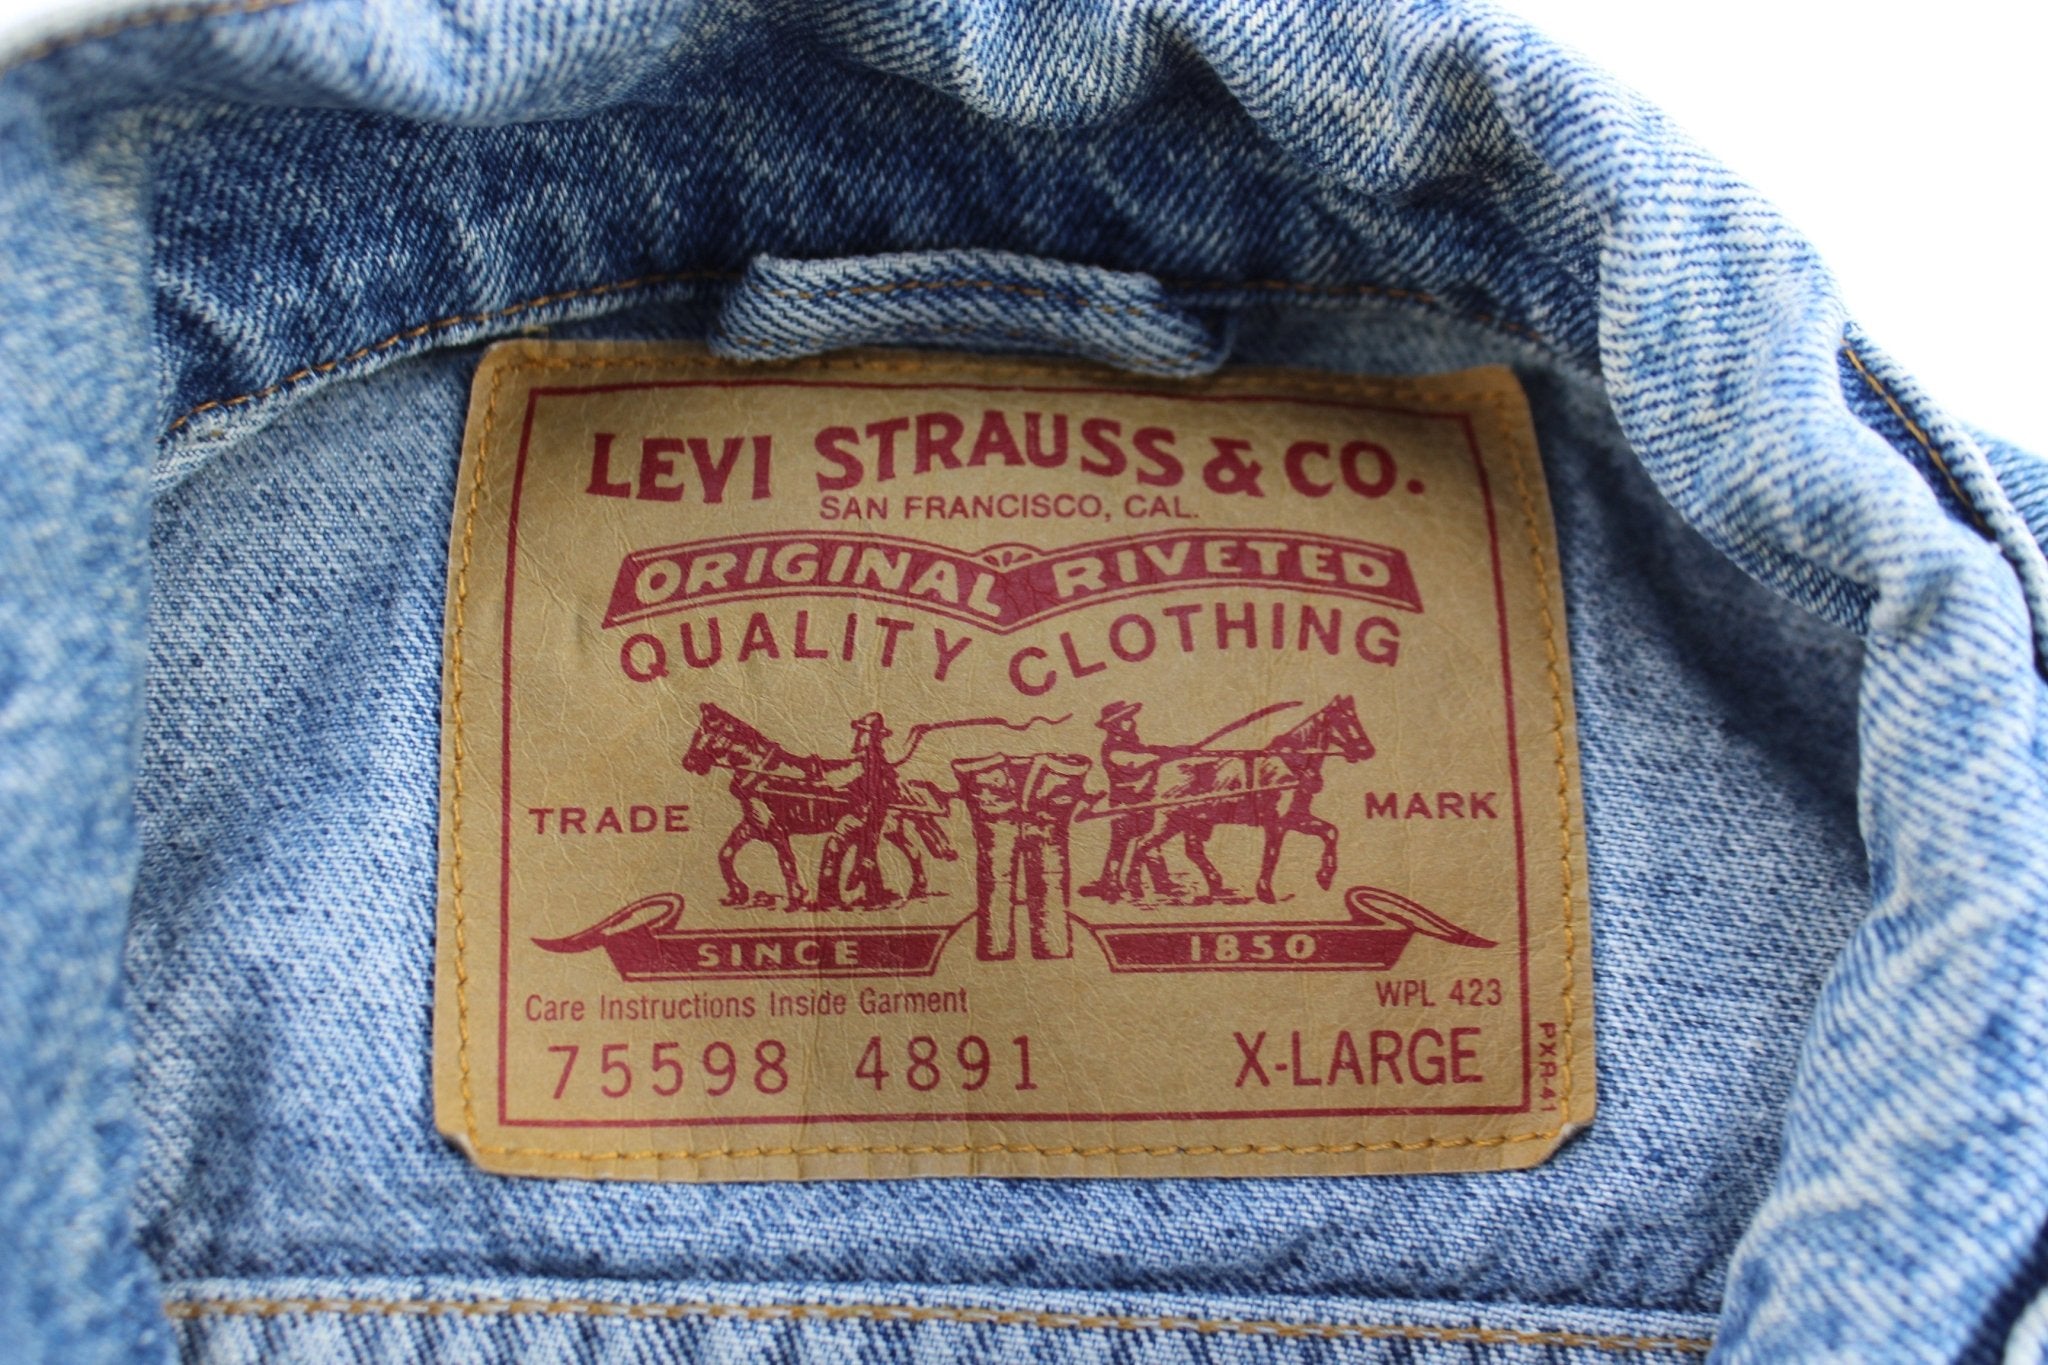 LEVI STRAUSS & CO.
SAN FRANCISCO, CAL.
ORIGINAL RIVETED
QUALITY CLOTHING
TRADE MARK
SINCE 1850
Care Instructions Inside Garment WPL 423
75598 4891 X-LARGE
PXR-41